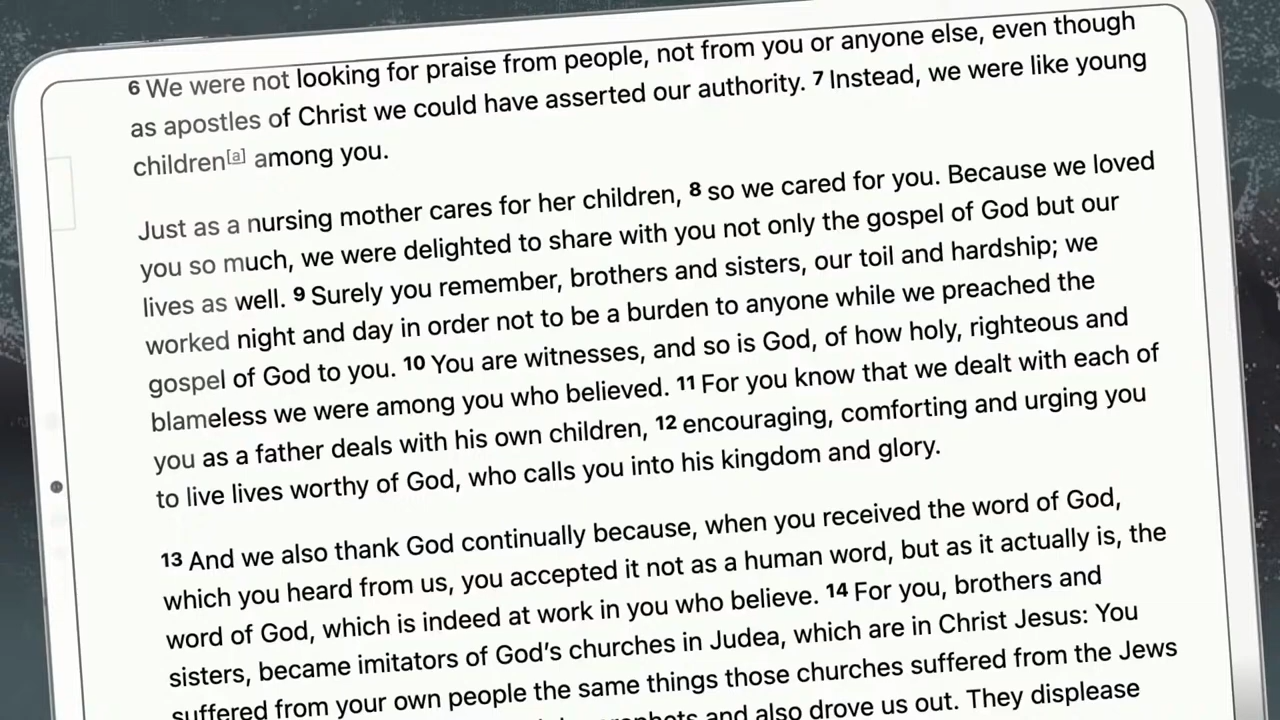 6 We were not looking for praise from people, not from you or anyone else, even though
as apostles of Christ we could have asserted our authority. 7 Instead, we were like young
children[a] among you.
Just as a nursing mother cares for her children, 8 so we cared for you. Because we loved
you so much, we were delighted to share with you not only the gospel of God but our
lives as well. 9 Surely you remember, brothers and sisters, our toil and hardship; we
worked night and day in order not to be a burden to anyone while we preached the
gospel of God to you. 10 You are witnesses, and so is God, of how holy, righteous and
blameless we were among you who believed. 11 For you know that we dealt with each of
you as a father deals with his own children, 12 encouraging, comforting and urging you
to live lives worthy of God, who calls you into his kingdom and glory.
13 And we also thank God continually because, when you received the word of God,
which you heard from us, you accepted it not as a human word, but as it actually is, the
word of God, which is indeed at work in you who believe. 14 For you, brothers and
sisters, became imitators of God's churches in Judea, which are in Christ Jesus: You
suffered from your own people the same things those churches suffered from the Jews
and also drove us out. They displease